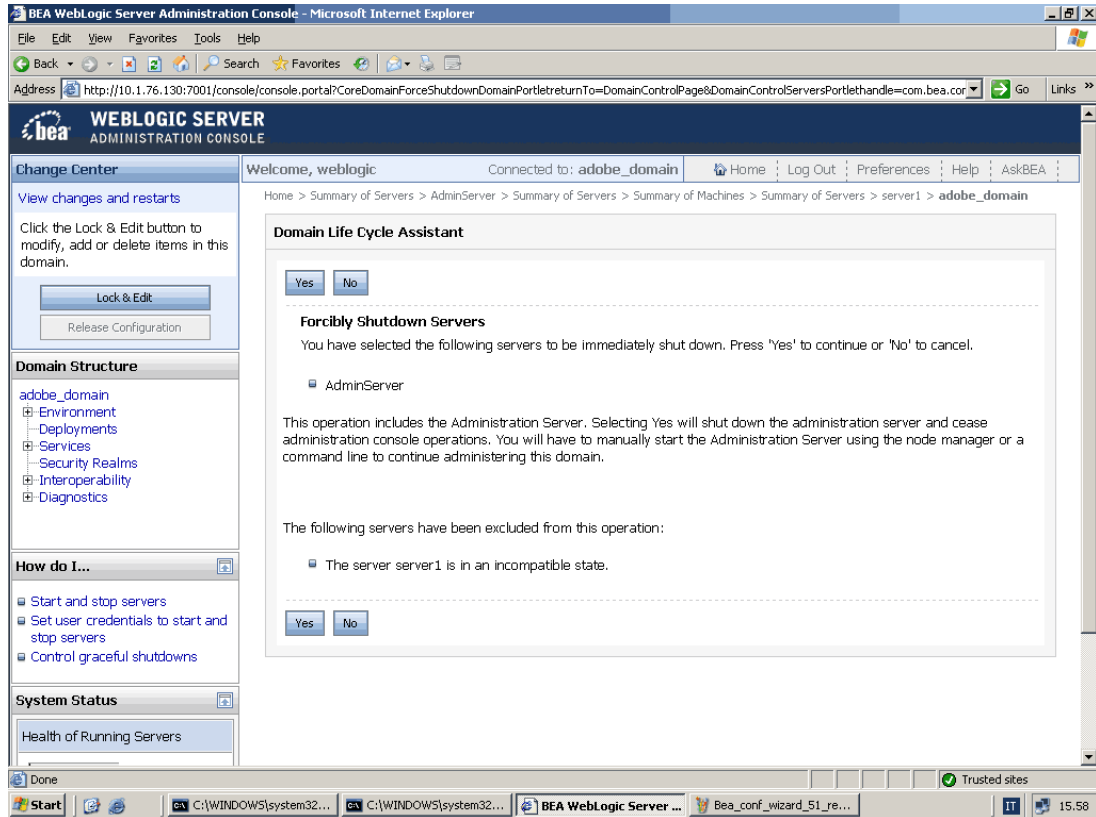 BEA WebLogic Server Administration Console - Microsoft Internet Explorer
File Edit View Favorites Tools Help
Back Search Favorites
Address http://10.1.76.130:7001/console/console.portal?CoreDomainForceShutdownDomainPortletreturnTo=DomainControlPage&DomainControlServersPortlethandle=com.bea.cor Go Links »
bea WEBLOGIC SERVER
ADMINISTRATION CONSOLE
Change Center
View changes and restarts
Click the Lock & Edit button to
modify, add or delete items in this
domain.
Lock & Edit
Release Configuration
Domain Structure
adobe_domain
Environment
Deployments
Services
Security Realms
Interoperability
Diagnostics
How do I...
Start and stop servers
Set user credentials to start and
stop servers
Control graceful shutdowns
System Status
Health of Running Servers
Welcome, weblogic Connected to: adobe_domain Home Log Out Preferences Help AskBEA
Home > Summary of Servers > AdminServer > Summary of Servers > Summary of Machines > Summary of Servers > server1 > adobe_domain
Domain Life Cycle Assistant
Yes No
Forcibly Shutdown Servers
You have selected the following servers to be immediately shut down. Press 'Yes' to continue or 'No' to cancel.
AdminServer
This operation includes the Administration Server. Selecting Yes will shut down the administration server and cease
administration console operations. You will have to manually start the Administration Server using the node manager or a
command line to continue administering this domain.
The following servers have been excluded from this operation:
The server server1 is in an incompatible state.
Yes No
Done Trusted sites
Start C:\WINDOWS\system32... C:\WINDOWS\system32... BEA WebLogic Server ... Bea_conf_wizard_51_re... IT 15.58